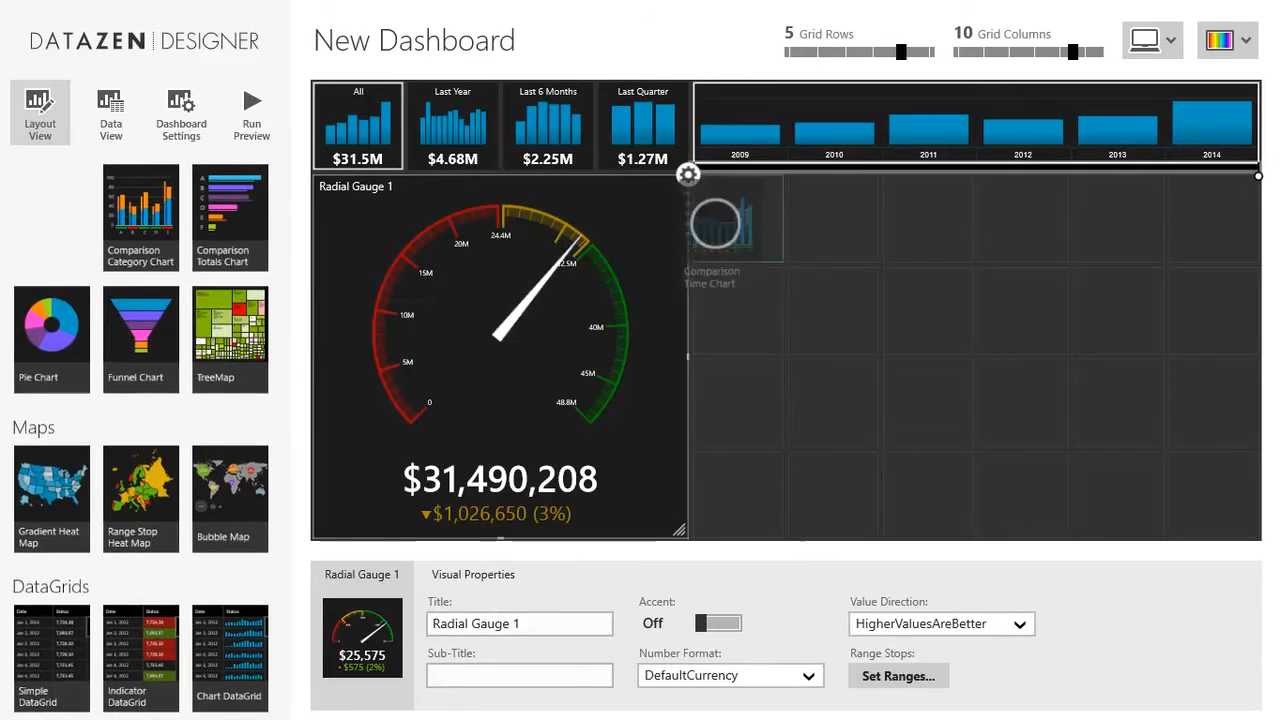 DATAZEN | DESIGNER
New Dashboard
5 Grid Rows
10 Grid Columns
Layout View
Data View
Dashboard Settings
Run Preview
Comparison Category Chart
Comparison Totals Chart
Pie Chart
Funnel Chart
TreeMap
Maps
Gradient Heat Map
Range Stop Heat Map
Bubble Map
DataGrids
Simple DataGrid
Indicator DataGrid
Chart DataGrid
All
$31.5M
Last Year
$4.68M
Last 6 Months
$2.25M
Last Quarter
$1.27M
2009
2010
2011
2012
2013
2014
Radial Gauge 1
0
5M
10M
15M
20M
24.4M
40M
45M
48.8M
$31,490,208
▼$1,026,650 (3%)
Comparison Time Chart
Radial Gauge 1
$25,575
Visual Properties
Title:
Radial Gauge 1
Sub-Title:
Accent:
Off
Number Format:
DefaultCurrency
Value Direction:
HigherValuesAreBetter
Range Stops:
Set Ranges...